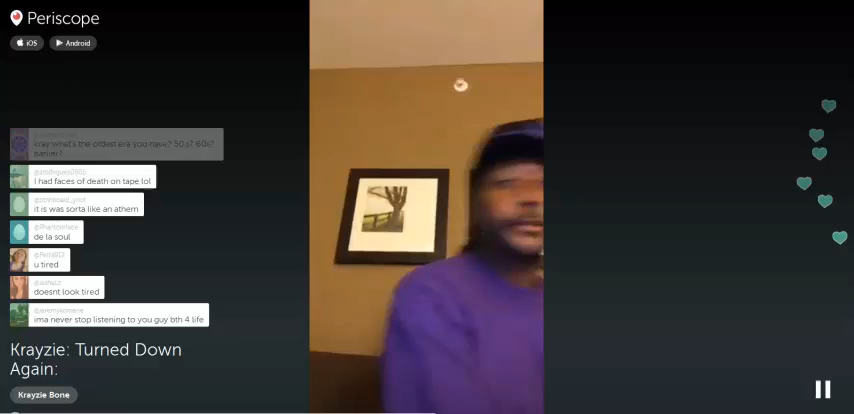 Periscope
iOS
Android
kray what's the oldest era you have? 50s? 60s?
earlier?
I had faces of death on tape lol
it is was sorta like an athem
@Phantomface
de la soul
u tired
doesnt look tired
ima never stop listening to you guy bth 4 life
Krayzie: Turned Down
Again:
Krayzie Bone